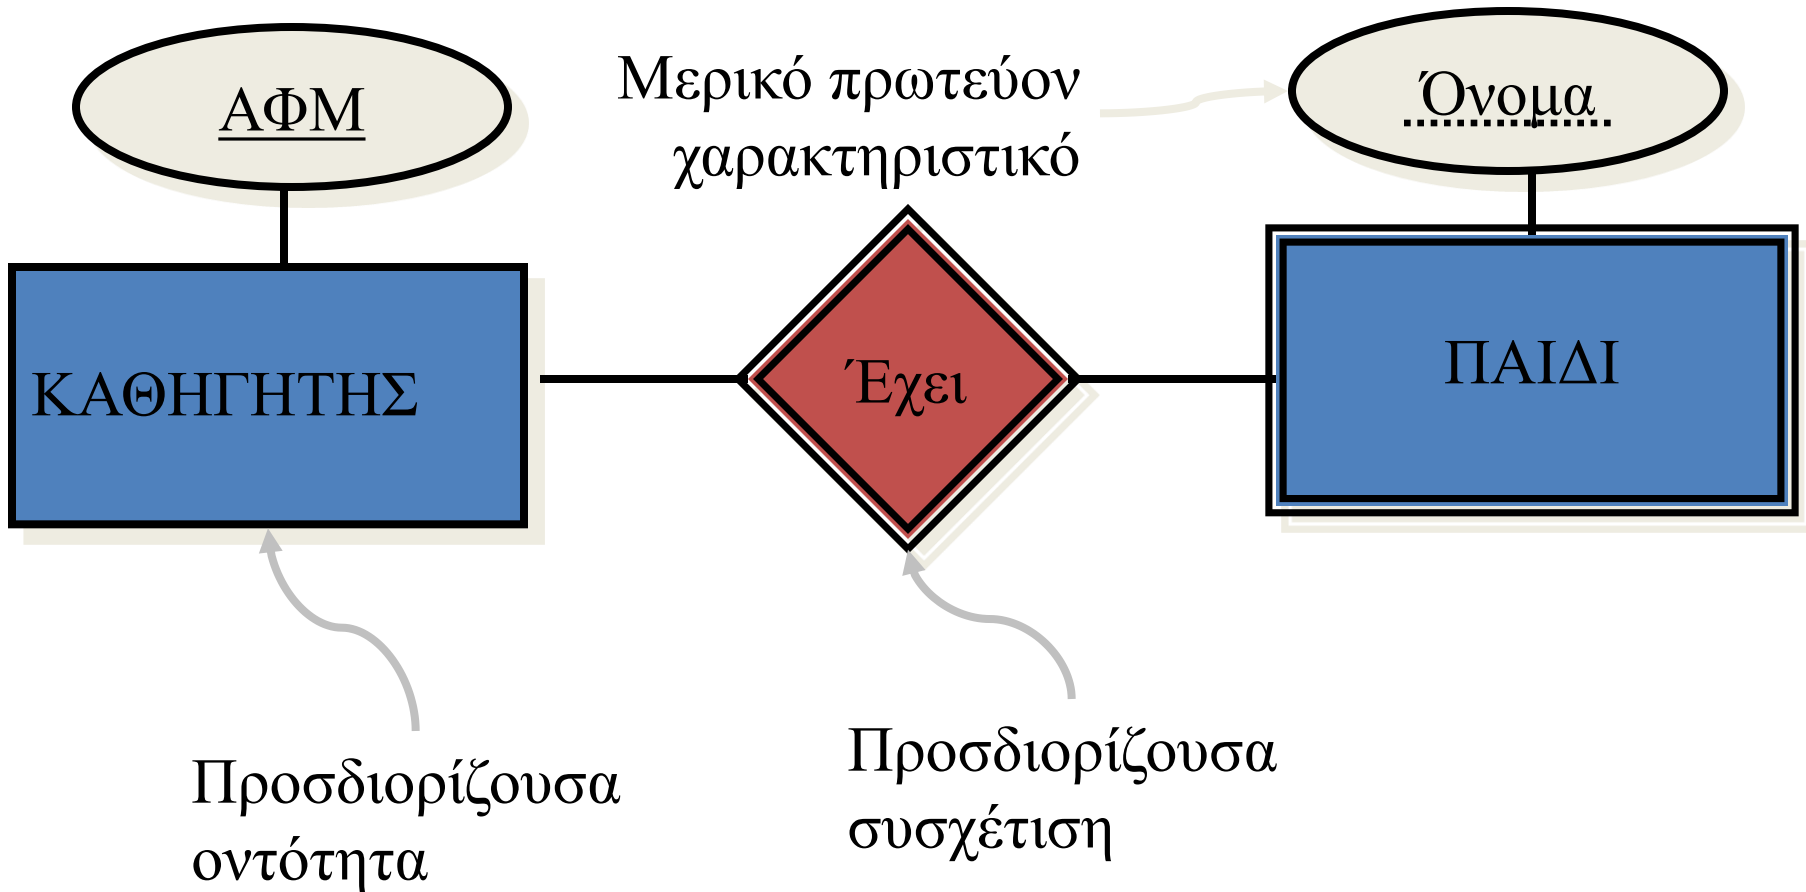 ΑΦΜ
Μερικό πρωτεύον
χαρακτηριστικό
Όνομα
ΚΑΘΗΓΗΤΗΣ
Έχει
ΠΑΙΔΙ
Προσδιορίζουσα
οντότητα
Προσδιορίζουσα
συσχέτιση